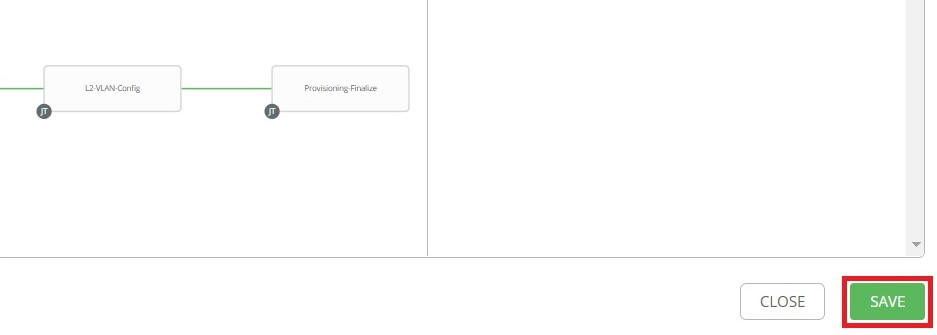 L2-VLAN-Config
Provisioning-Finalize
JT
JT
CLOSE
SAVE